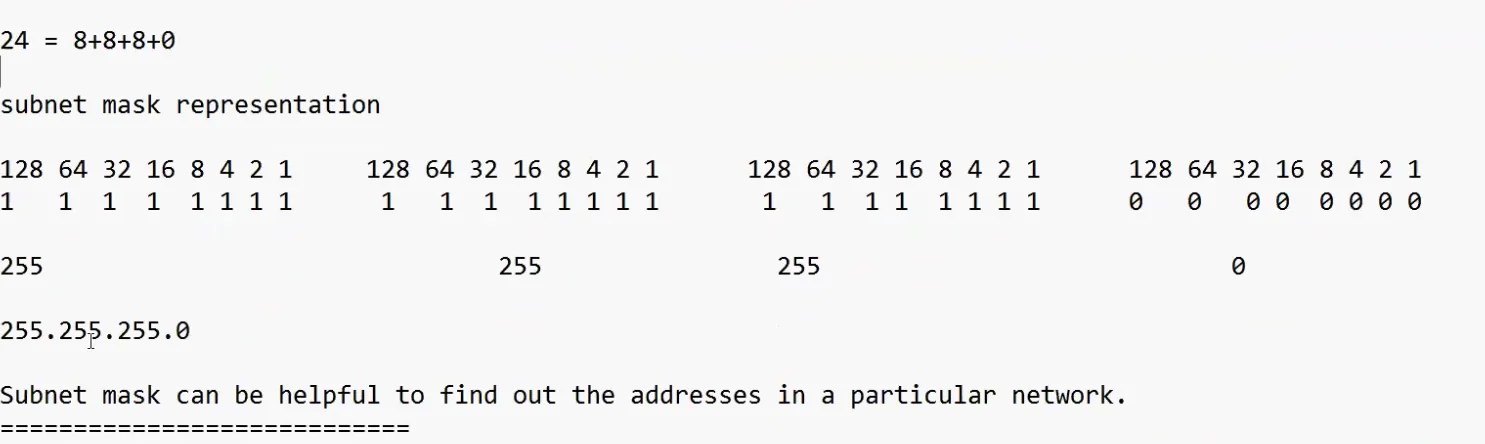 24 = 8+8+8+0
subnet mask representation
128 64 32 16 8 4 2 1     128 64 32 16 8 4 2 1      128 64 32 16 8 4 2 1      128 64 32 16 8 4 2 1
1   1  1  1  1 1 1 1      1   1  1  1 1 1 1 1       1   1  1 1  1 1 1 1      0   0   0 0  0 0 0 0
255                               255                255                            0
255.255.255.0
Subnet mask can be helpful to find out the addresses in a particular network.
============================